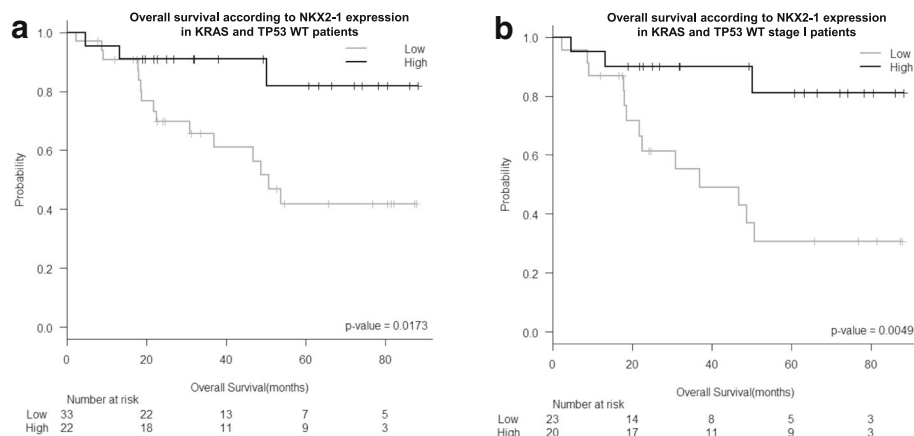 a
Overall survival according to NKX2-1 expression
in KRAS and TP53 WT patients
Low
High
1.0
0.8
0.6
0.4
0.2
0.0
Probability
p-value = 0.0173
0 20 40 60 80
Overall Survival(months)
Number at risk
Low 33 22 13 7 5
High 22 18 11 9 3
b
Overall survival according to NKX2-1 expression
in KRAS and TP53 WT stage I patients
Low
High
1.0
0.8
0.6
0.4
0.2
0.0
Probability
p-value = 0.0049
0 20 40 60 80
Overall Survival(months)
Number at risk
Low 23 14 8 5 3
High 20 17 11 9 3